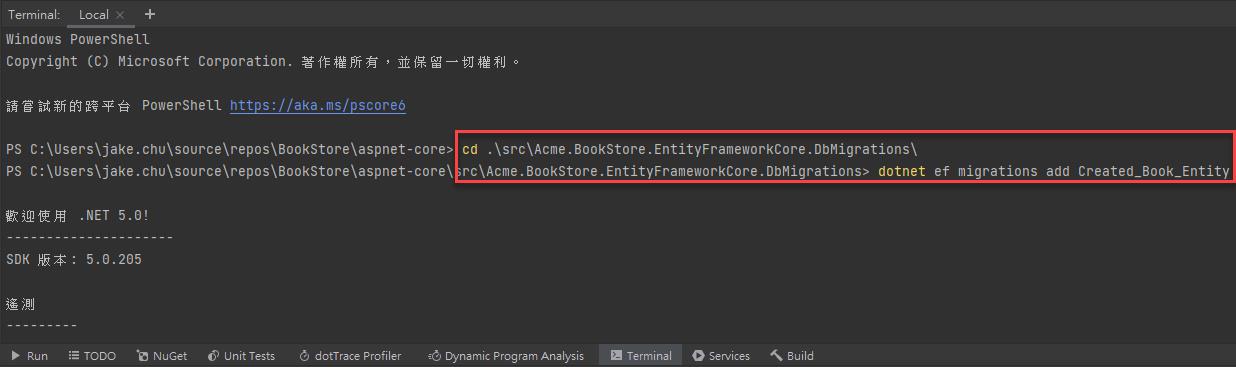 Terminal: Local × +
Windows PowerShell
Copyright (C) Microsoft Corporation. 著作權所有，並保留一切權利。
請嘗試新的跨平台 PowerShell https://aka.ms/pscore6
PS C:\Users\jake.chu\source\repos\BookStore\aspnet-core> cd .\src\Acme.BookStore.EntityFrameworkCore.DbMigrations\
PS C:\Users\jake.chu\source\repos\BookStore\aspnet-core\src\Acme.BookStore.EntityFrameworkCore.DbMigrations> dotnet ef migrations add Created_Book_Entity
歡迎使用 .NET 5.0!
---------------------
SDK 版本: 5.0.205
遙測
---------
Run TODO NuGet Unit Tests dotTrace Profiler Dynamic Program Analysis Terminal Services Build